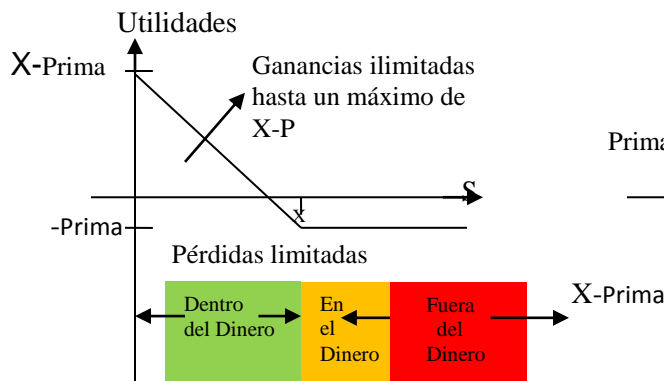 Utilidades
X-Prima
Ganancias ilimitadas
hasta un máximo de
X-P
S
x
-Prima
Pérdidas limitadas
Dentro
del Dinero
En
el
Dinero
Fuera
del
Dinero
Prima
X-Prima